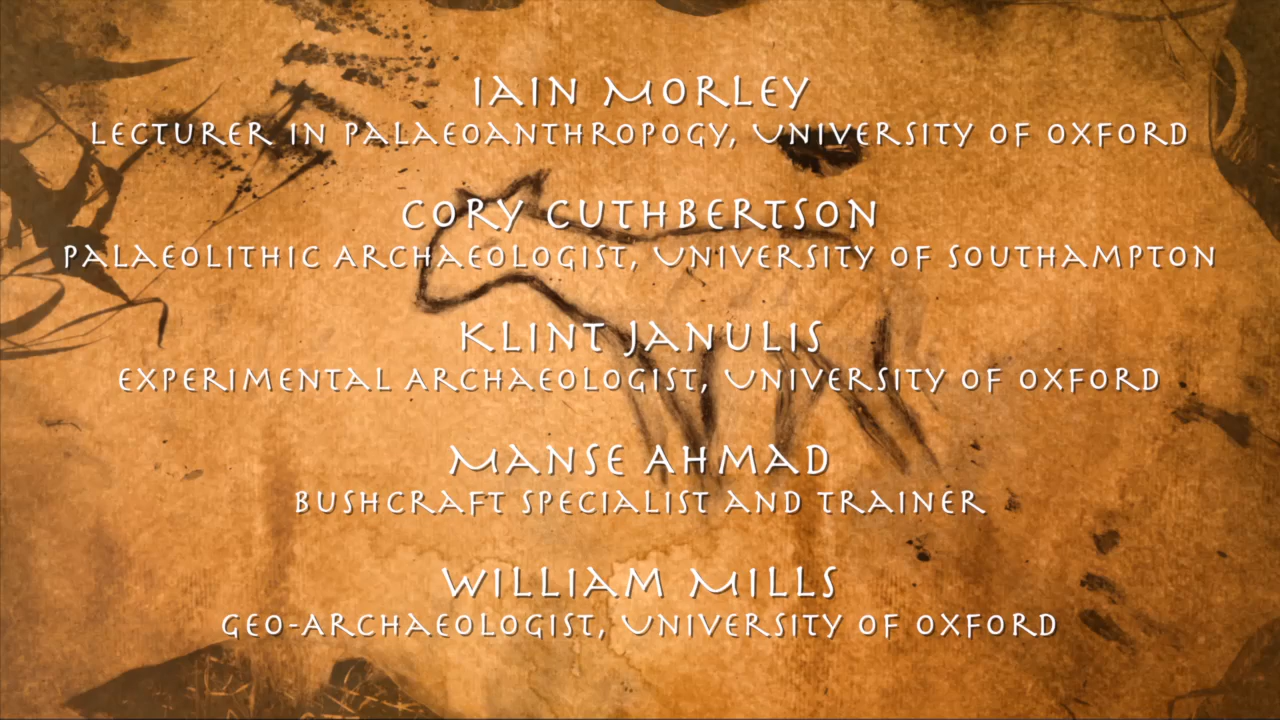 Iain Morley
Lecturer in Palaeoanthropogy, University of Oxford
Cory Cuthbertson
Palaeolithic Archaeologist, University of Southampton
Klint Janulis
Experimental Archaeologist, University of Oxford
Manse Ahmad
Bushcraft Specialist and Trainer
William Mills
Geo-Archaeologist, University of Oxford